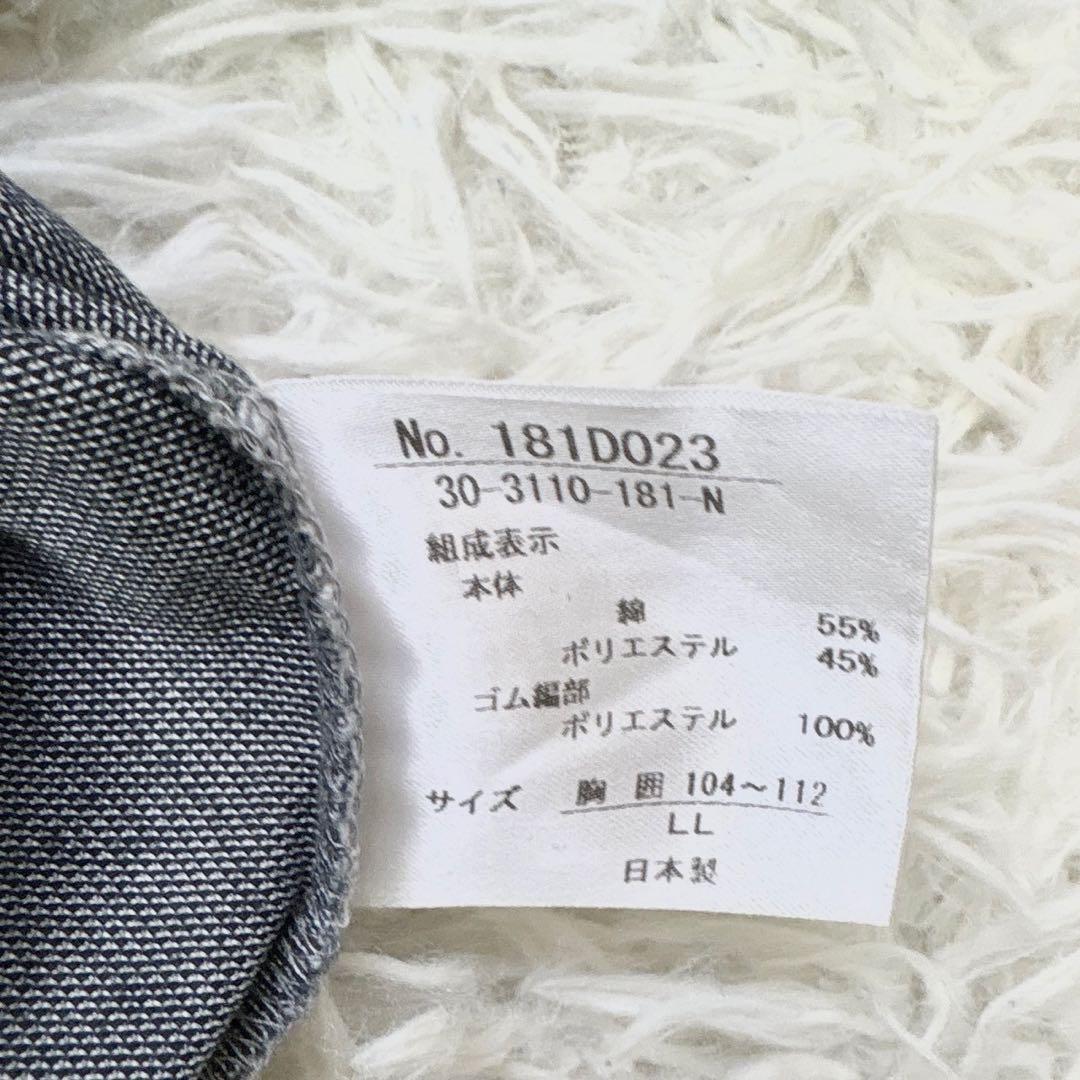 No. 181D023
30-3110-181-N
組成表示
本体
綿 55%
ポリエステル 45%
ゴム編部
ポリエステル 100%
サイズ 胸囲 104～112
LL
日本製